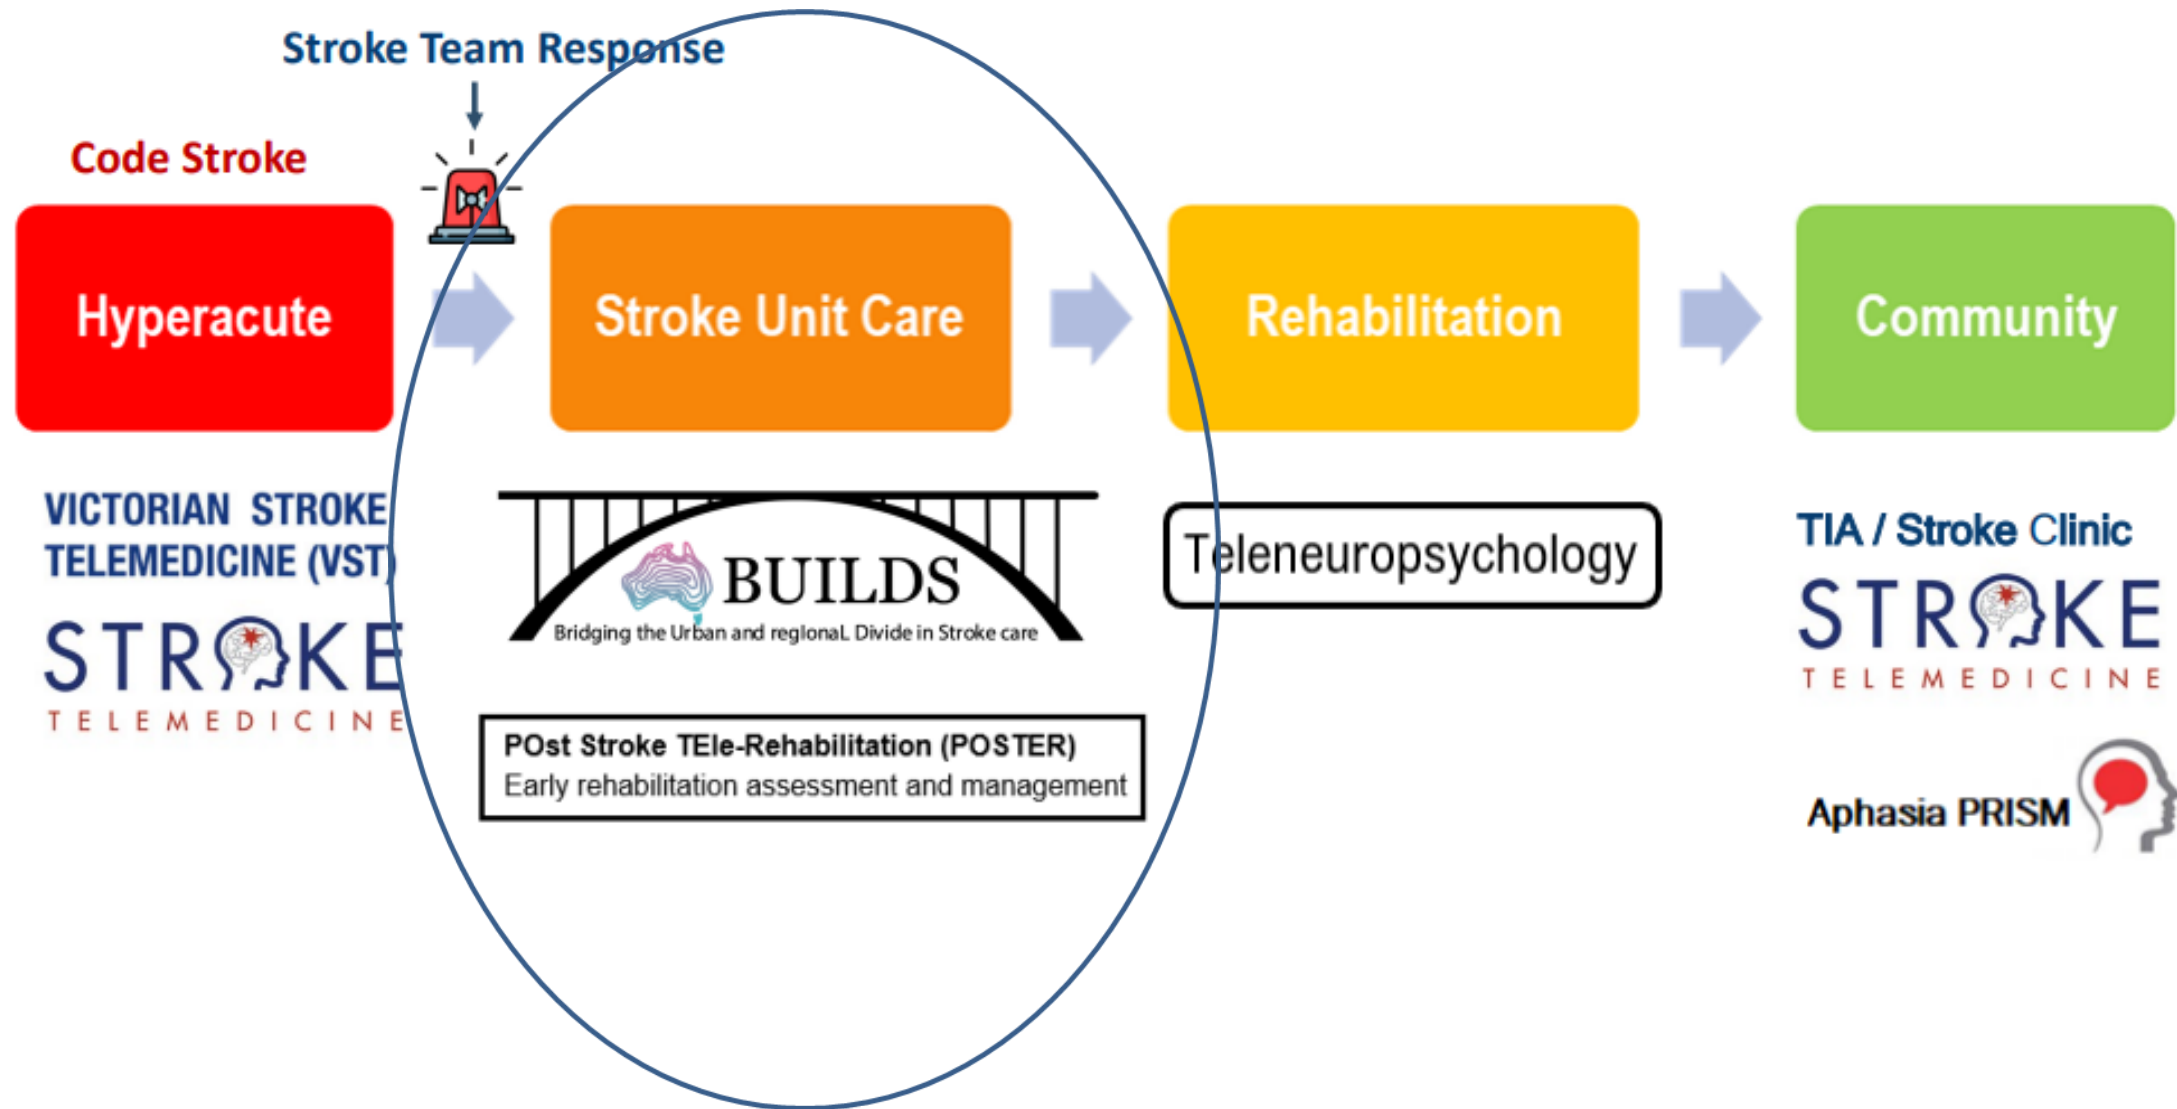 Stroke Team Response
Code Stroke
Hyperacute
Stroke Unit Care
Rehabilitation
Community
VICTORIAN STROKE
TELEMEDICINE (VST)
STROKE
TELEMEDICINE
BUILDS
Bridging the Urban and regIonaL Divide in Stroke care
POst Stroke TEle-Rehabilitation (POSTER)
Early rehabilitation assessment and management
Teleneuropsychology
TIA / Stroke Clinic
STROKE
TELEMEDICINE
Aphasia PRISM